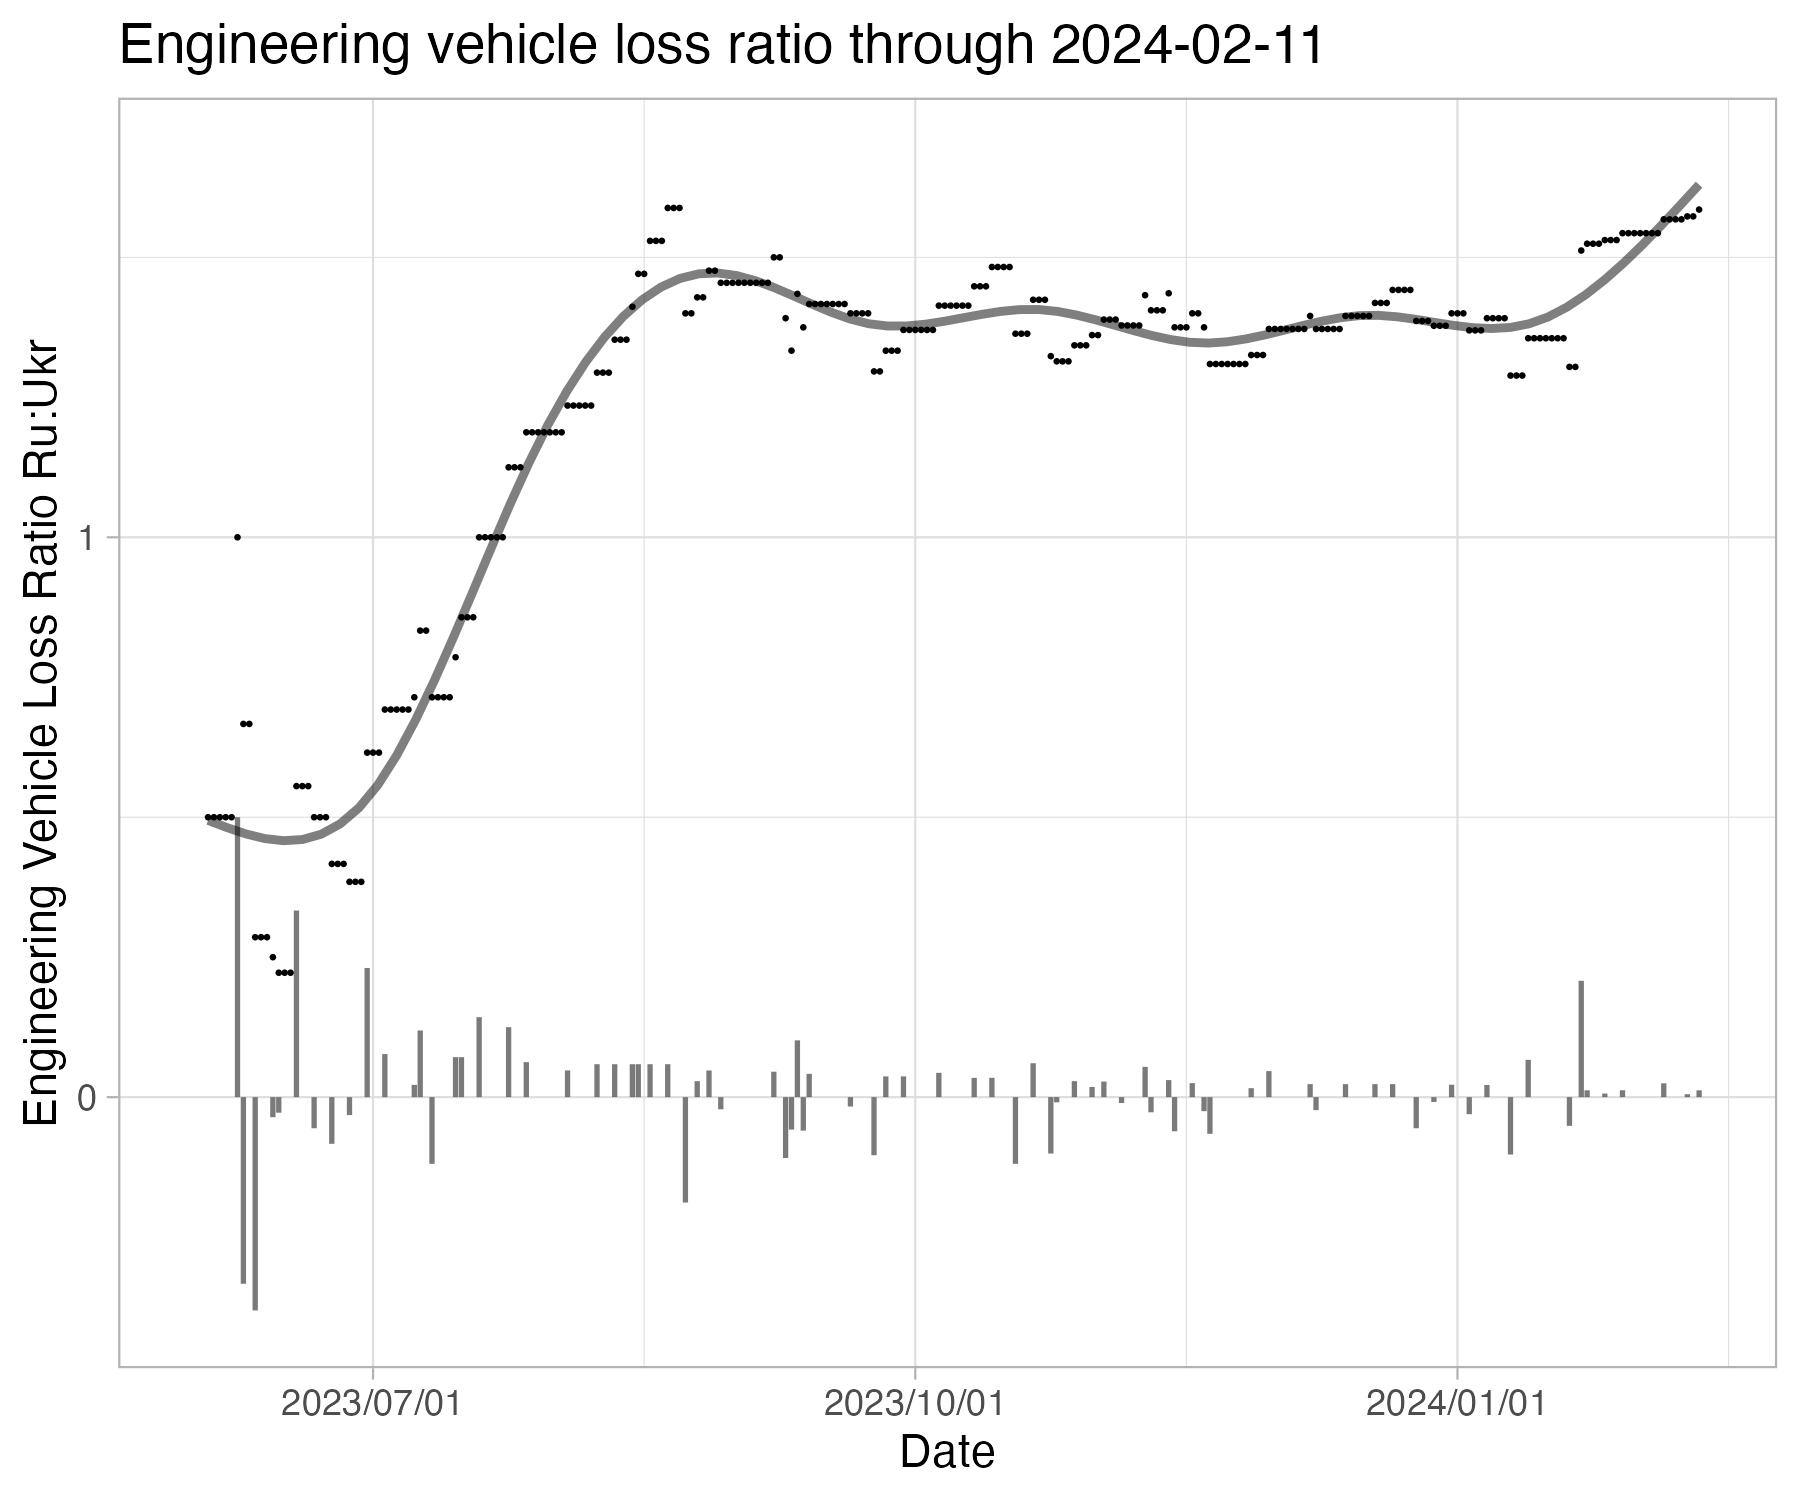 Engineering vehicle loss ratio through 2024-02-11
Engineering Vehicle Loss Ratio Ru:Ukr
1
0
2023/07/01
2023/10/01
2024/01/01
Date